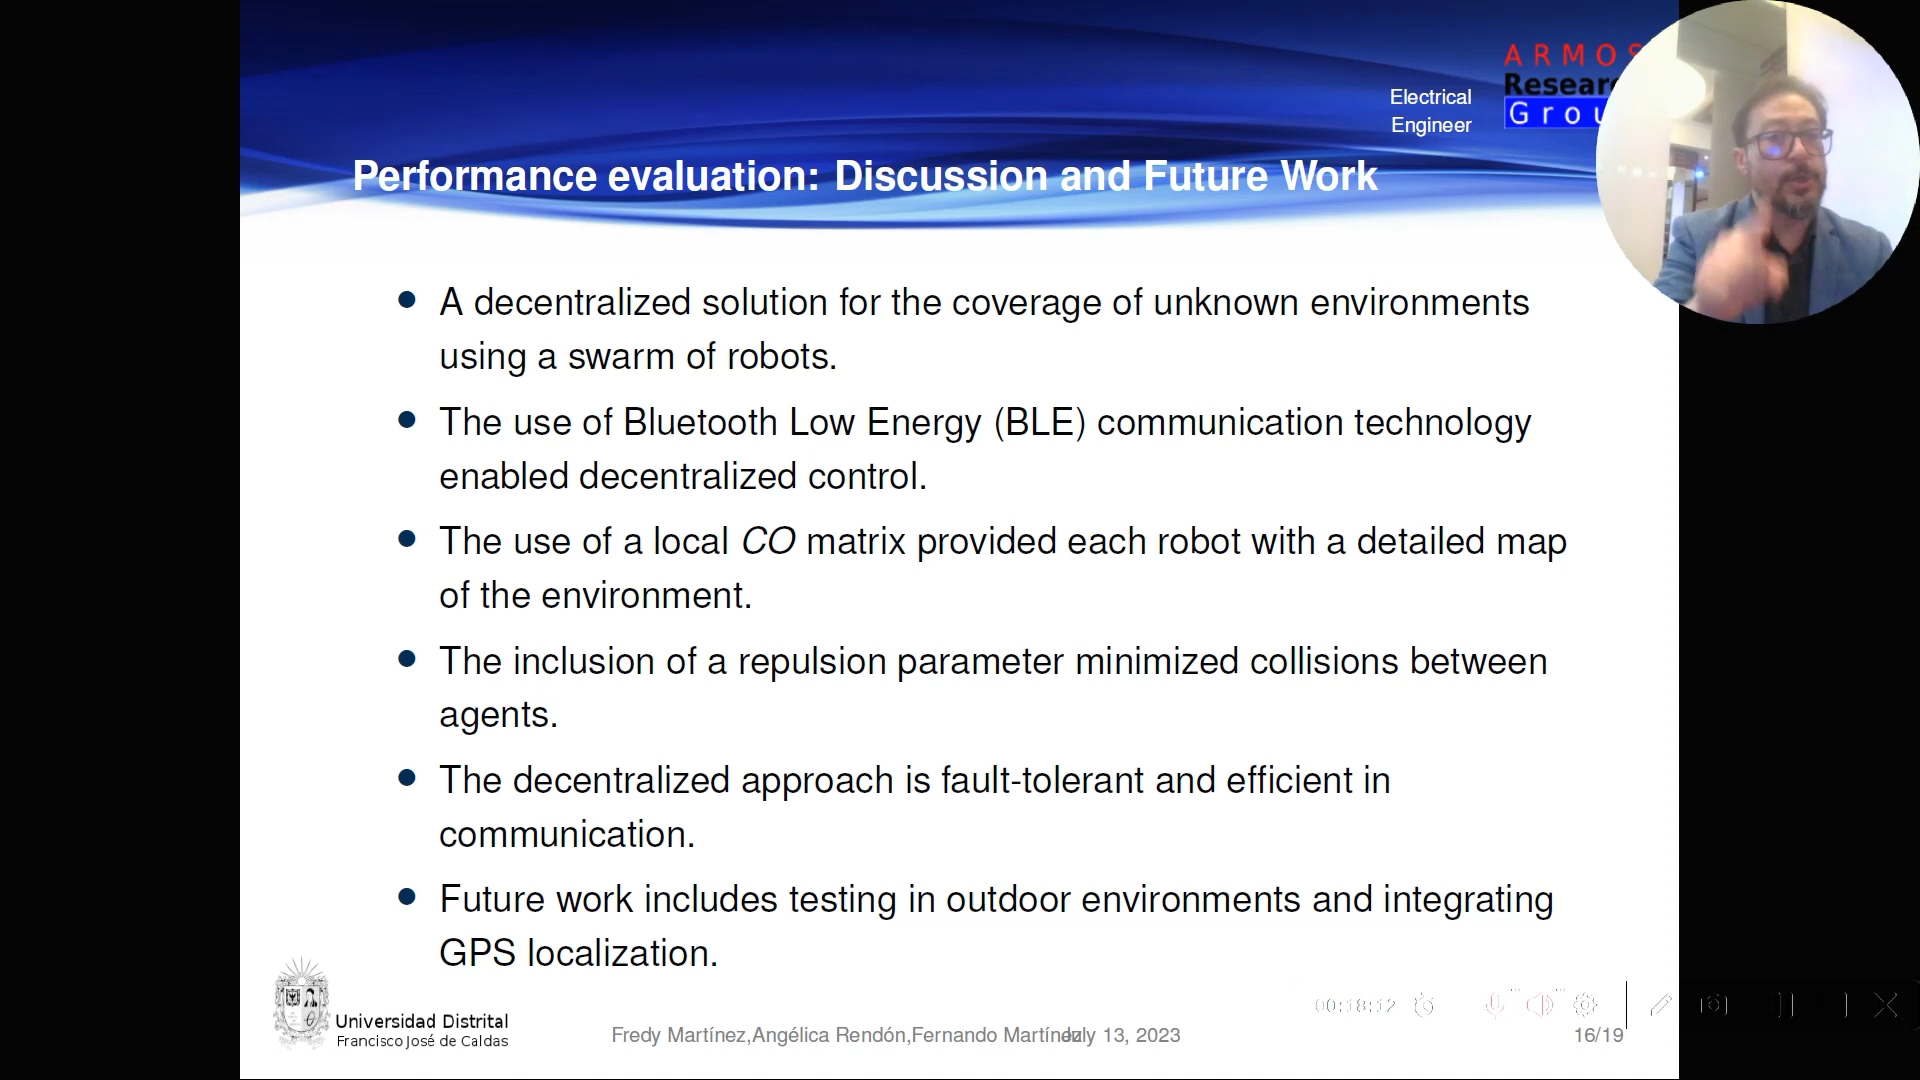 ARMOS
Electrical
Engineer
Performance evaluation: Discussion and Future Work
• A decentralized solution for the coverage of unknown environments
using a swarm of robots.
• The use of Bluetooth Low Energy (BLE) communication technology
enabled decentralized control.
• The use of a local CO matrix provided each robot with a detailed map
of the environment.
• The inclusion of a repulsion parameter minimized collisions between
agents.
• The decentralized approach is fault-tolerant and efficient in
communication.
• Future work includes testing in outdoor environments and integrating
GPS localization.
00:18:12
Universidad Distrital
Francisco José de Caldas
Fredy Martínez,Angélica Rendón,Fernando Martínez
July 13, 2023
16/19